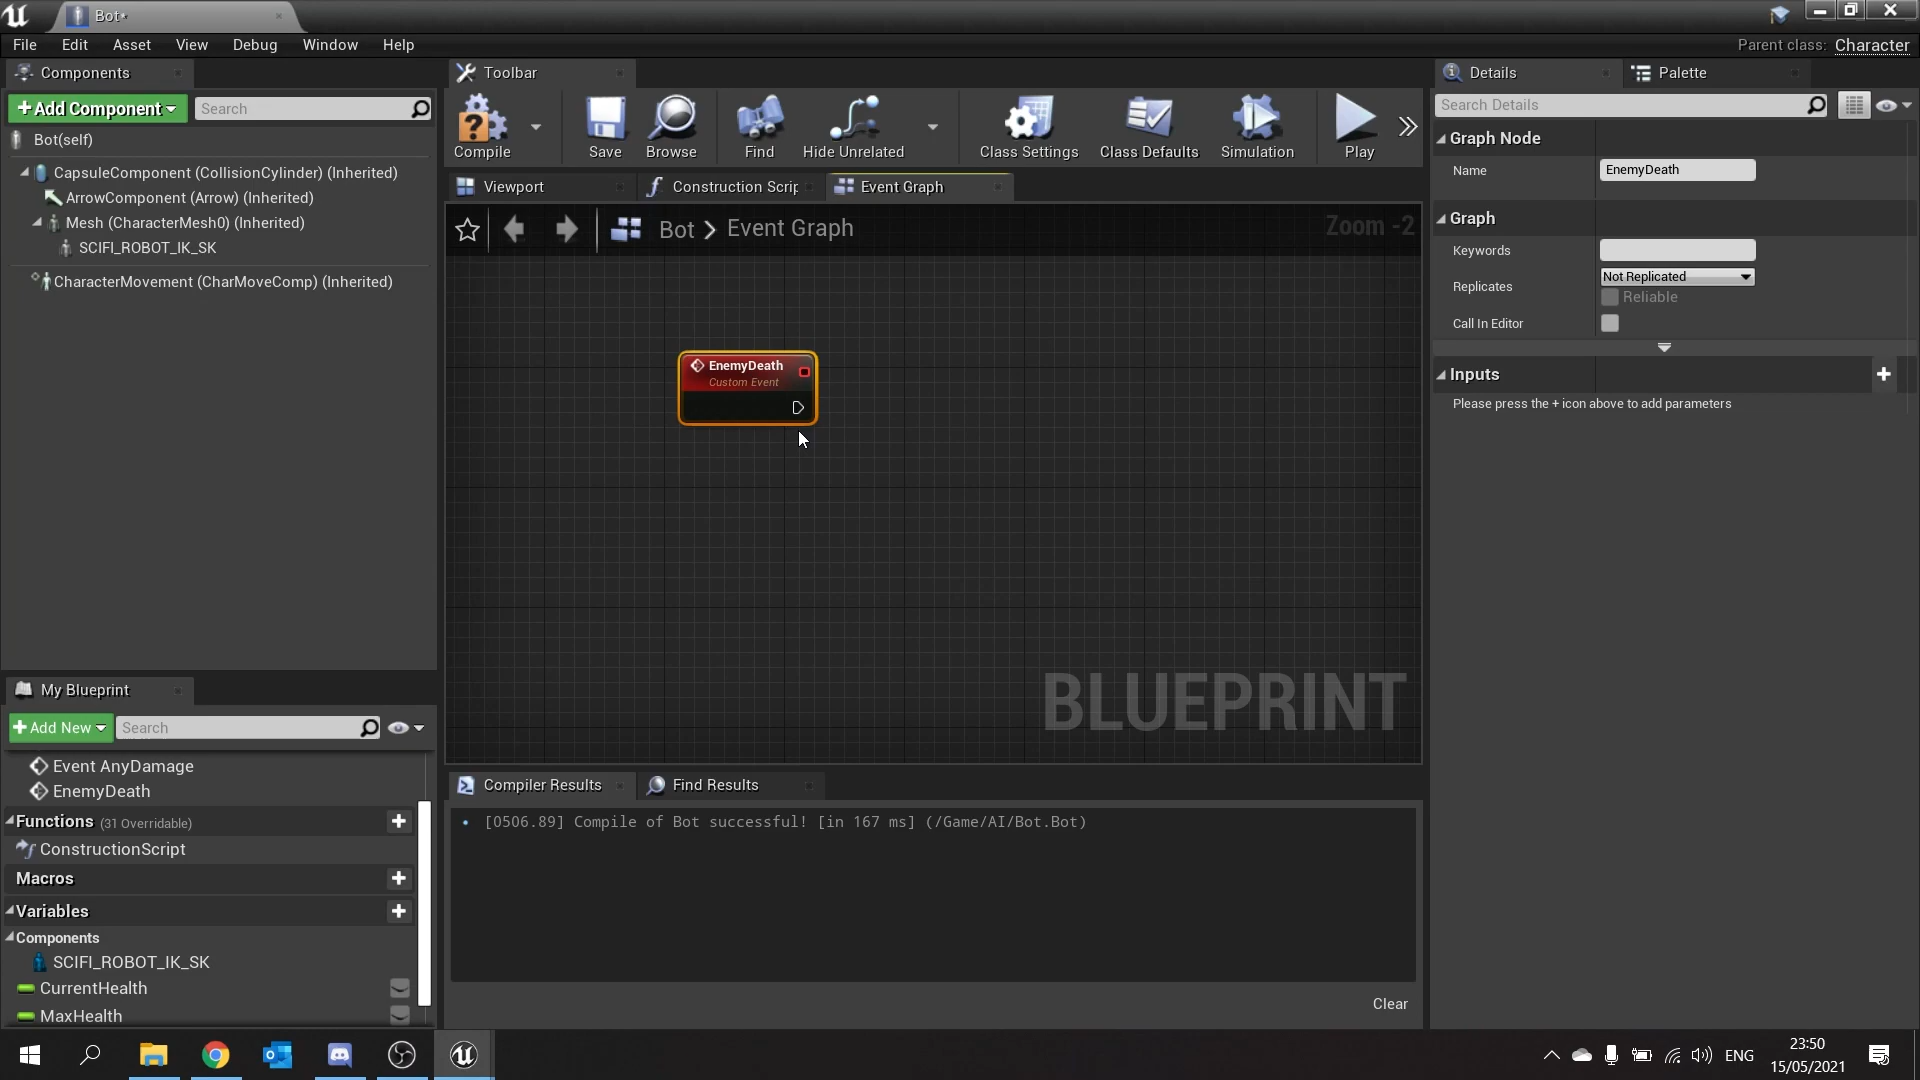 Bot*
File Edit Asset View Debug Window Help
Parent class: Character
Components
+ Add Component
Search
Bot(self)
CapsuleComponent (CollisionCylinder) (Inherited)
ArrowComponent (Arrow) (Inherited)
Mesh (CharacterMesh0) (Inherited)
SCIFI_ROBOT_IK_SK
CharacterMovement (CharMoveComp) (Inherited)
My Blueprint
+ Add New
Search
Event AnyDamage
EnemyDeath
Functions (31 Overridable)
ConstructionScript
Macros
Variables
Components
SCIFI_ROBOT_IK_SK
CurrentHealth
MaxHealth
Toolbar
Compile Save Browse Find Hide Unrelated Class Settings Class Defaults Simulation Play
Viewport Construction Scrip Event Graph
Bot > Event Graph
Zoom -2
EnemyDeath
Custom Event
BLUEPRINT
Compiler Results Find Results
[0506.89] Compile of Bot successful! [in 167 ms] (/Game/AI/Bot.Bot)
Clear
Details Palette
Search Details
Graph Node
Name EnemyDeath
Graph
Keywords
Replicates Not Replicated
Reliable
Call In Editor
Inputs
Please press the + icon above to add parameters
ENG
23:50
15/05/2021